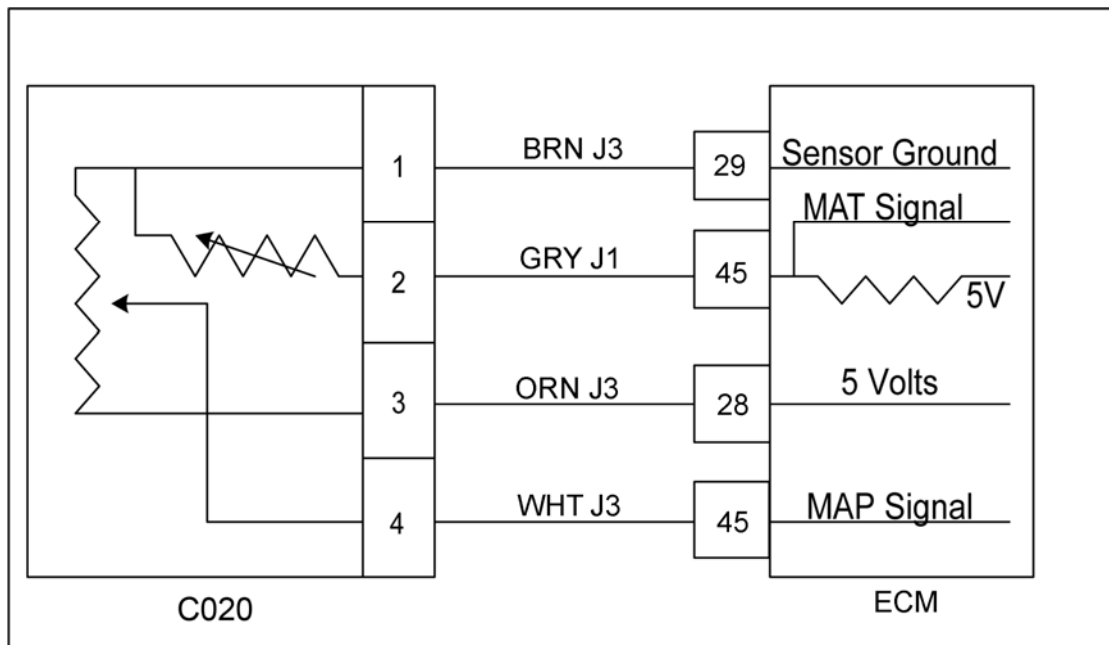 1
BRN J3
29
Sensor Ground
MAT Signal
2
GRY J1
45
5V
3
ORN J3
28
5 Volts
4
WHT J3
45
MAP Signal
C020
ECM